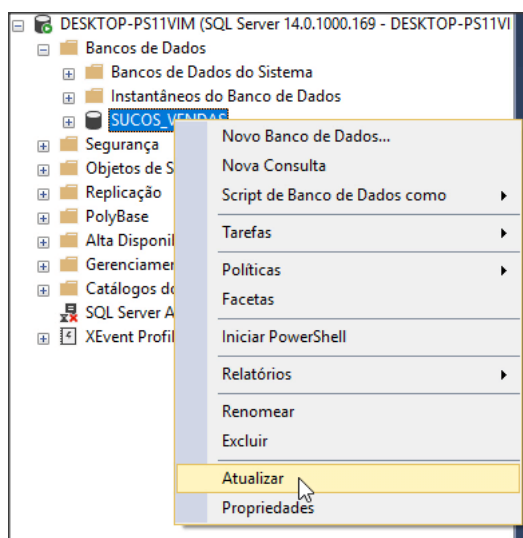 DESKTOP-PS11VIM (SQL Server 14.0.1000.169 - DESKTOP-PS11VI
Bancos de Dados
Bancos de Dados do Sistema
Instantâneos do Banco de Dados
SUCOS_VENDAS
Segurança
Objetos de S
Replicação
PolyBase
Alta Disponil
Gerenciamer
Catálogos do
SQL Server A
XEvent Profil
Novo Banco de Dados...
Nova Consulta
Script de Banco de Dados como
Tarefas
Políticas
Facetas
Iniciar PowerShell
Relatórios
Renomear
Excluir
Atualizar
Propriedades